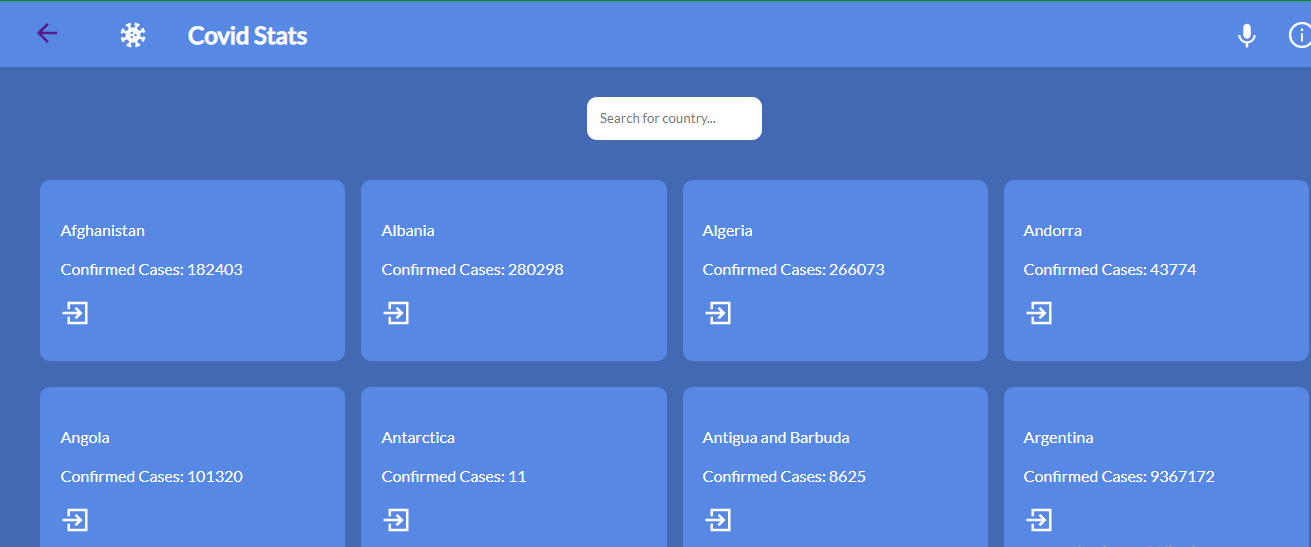 Covid Stats
Search for country...
Afghanistan
Confirmed Cases: 182403
Albania
Confirmed Cases: 280298
Algeria
Confirmed Cases: 266073
Andorra
Confirmed Cases: 43774
Angola
Confirmed Cases: 101320
Antarctica
Confirmed Cases: 11
Antigua and Barbuda
Confirmed Cases: 8625
Argentina
Confirmed Cases: 9367172